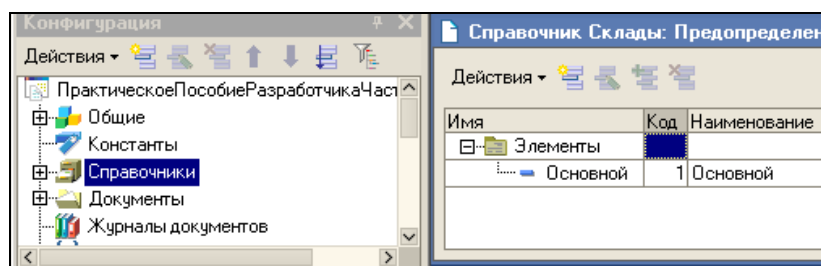 Конфигурация
Действия
ПрактическоеПособиеРазработчикаЧаст
Общие
Константы
Справочники
Документы
Журналы документов
Справочник Склады: Предопределен
Действия
Имя Код Наименование
Элементы
Основной 1 Основной